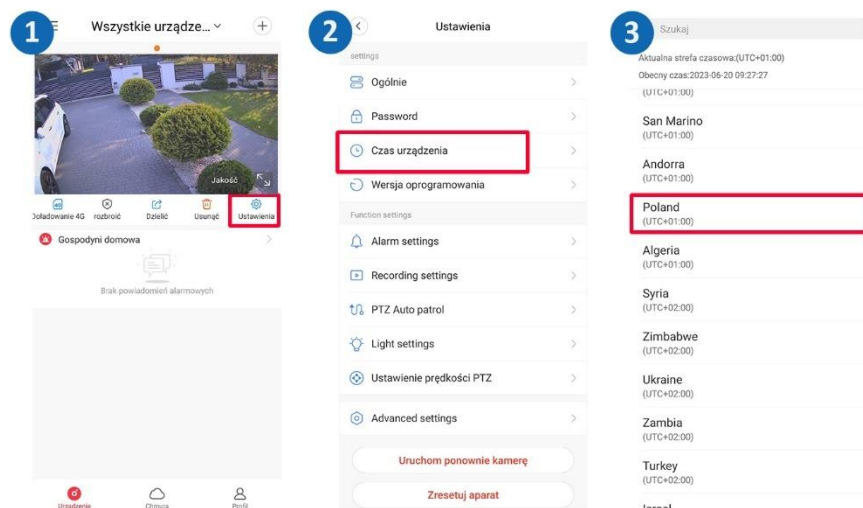 1
Wszystkie urządze...
Jakość
Doładowanie 4G
rozbroić
Dzielić
Usunąć
Ustawienia
Gospodyni domowa
Brak powiadomień alarmowych
Urządzenia
Chmura
Profil
2
Ustawienia
settings
Ogólnie
Password
Czas urządzenia
Wersja oprogramowania
Function settings
Alarm settings
Recording settings
PTZ Auto patrol
Light settings
Ustawienie prędkości PTZ
Advanced settings
Uruchom ponownie kamerę
Zresetuj aparat
3
Szukaj
Aktualna strefa czasowa:(UTC+01:00)
Obecny czas:2023-06-20 09:27:27
(UTC+01:00)
San Marino
(UTC+01:00)
Andorra
(UTC+01:00)
Poland
(UTC+01:00)
Algeria
(UTC+01:00)
Syria
(UTC+02:00)
Zimbabwe
(UTC+02:00)
Ukraine
(UTC+02:00)
Zambia
(UTC+02:00)
Turkey
(UTC+02:00)
Israel